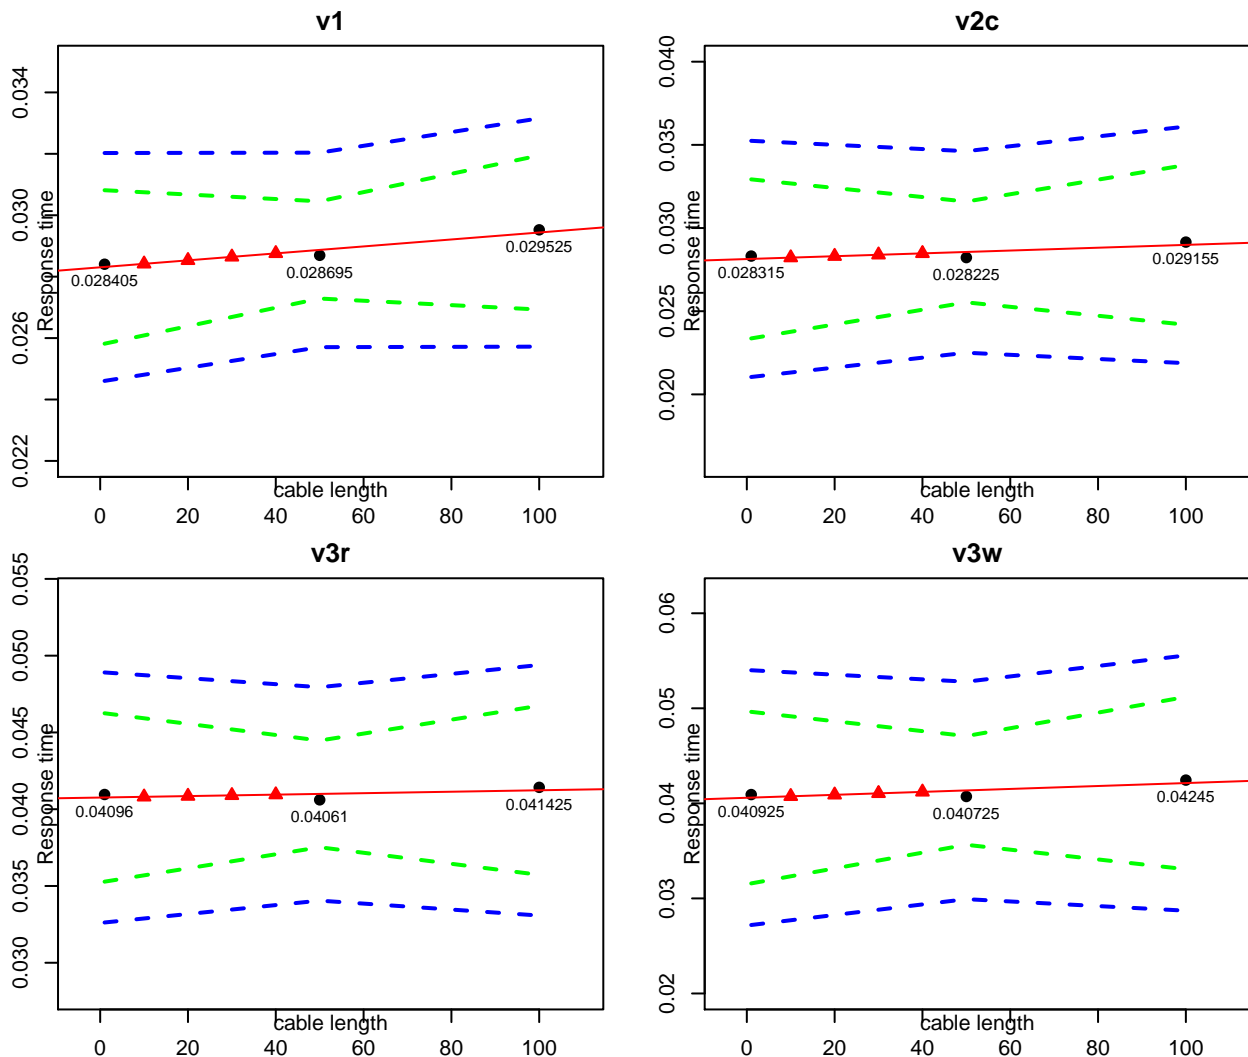 v1
Response time
0.022
0.026
0.030
0.034
0.028405
0.028695
0.029525
cable length
0 20 40 60 80 100
v2c
Response time
0.020
0.025
0.030
0.035
0.040
0.028315
0.028225
0.029155
cable length
0 20 40 60 80 100
v3r
Response time
0.030
0.035
0.040
0.045
0.050
0.055
0.04096
0.04061
0.041425
cable length
0 20 40 60 80 100
v3w
Response time
0.02
0.03
0.04
0.05
0.06
0.040925
0.040725
0.04245
cable length
0 20 40 60 80 100